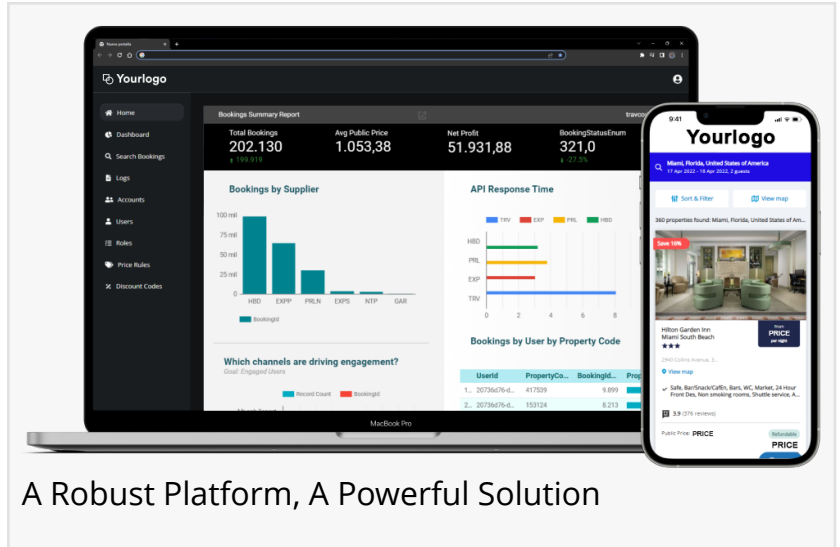 Yourlogo
Home
Dashboard
Search Bookings
Logs
Accounts
Users
Roles
Price Rules
Discount Codes
Bookings Summary Report
Total Bookings
202.130
199.919
Avg Public Price
1.053,38
Net Profit
51.931,88
BookingStatusEnum
321,0
-27.5%
Bookings by Supplier
100 mil
75 mil
50 mil
25 mil
0
HBD EXPP PRLN EXPS NTP GAR
BookingId
API Response Time
TRV EXP PRL HBD
HBD
PRL
EXP
TRV
0 2 4 6 8
Which channels are driving engagement?
Goal: Engaged Users
Record Count BookingId
Bookings by User by Property Code
UserId PropertyCo... BookingId...
1... 20736d76-d... 417539 9.899
2... 20736d76-d... 153124 8.213
MacBook Pro
9:41
Yourlogo
Miami, Florida, United States of America
17 Apr 2022 - 18 Apr 2022, 2 guests
Sort & Filter
View map
360 properties found: Miami, Florida, United States of Am...
Save 16%
Hilton Garden Inn
Miami South Beach
From
PRICE
per night
2940 Collins Avenue, 3...
View map
Safe, Bar/Snack/CafEn, Bars, WC, Market, 24 Hour
Front Des, Non smoking rooms, Shuttle service, A...
3.9 (376 reviews)
Public Price: PRICE
Refundable
PRICE
A Robust Platform, A Powerful Solution